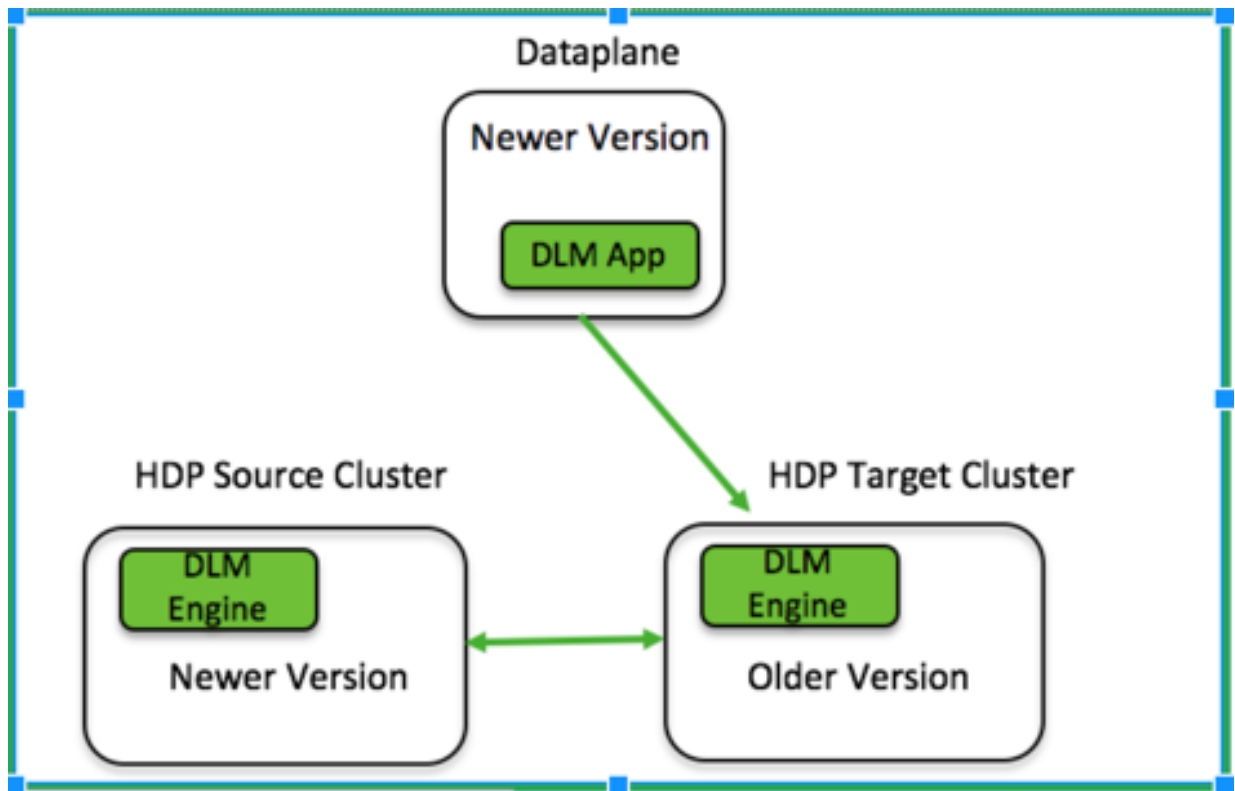 Dataplane
Newer Version
DLM App
HDP Source Cluster
HDP Target Cluster
DLM
Engine
Newer Version
DLM
Engine
Older Version